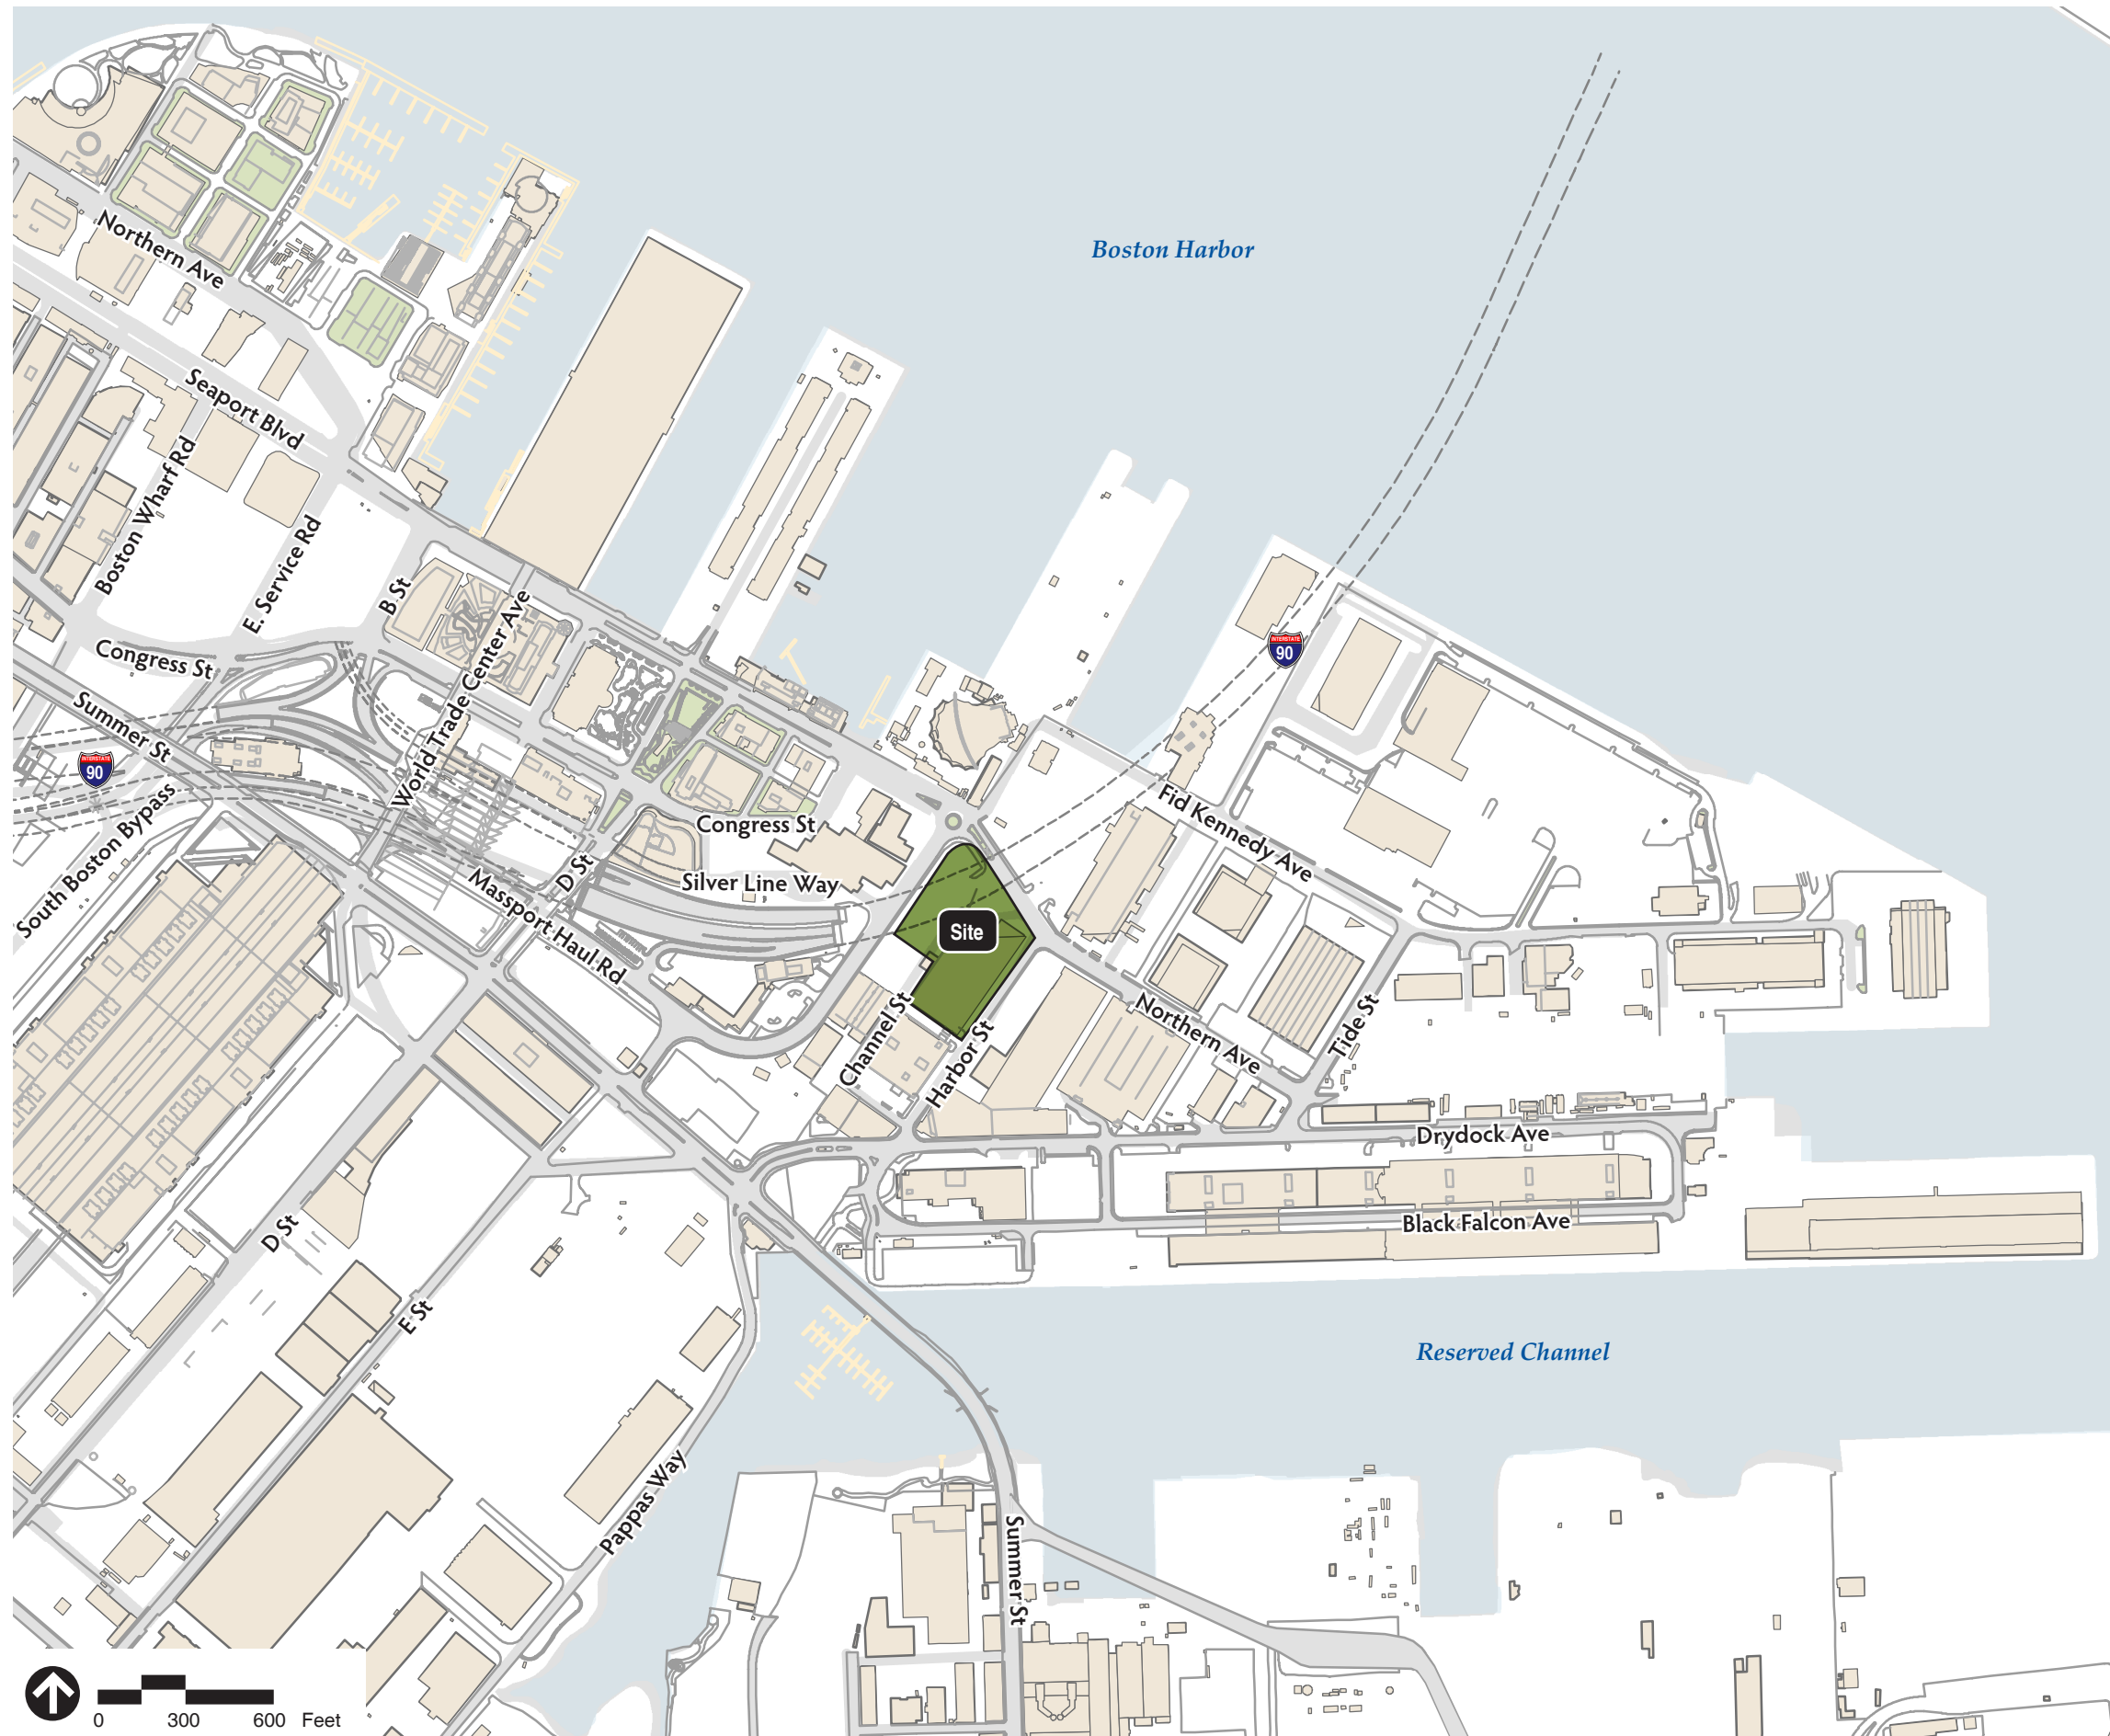 Boston Harbor
Northern Ave
Seaport Blvd
Boston Wharf Rd
E. Service Rd
B St
World Trade Center Ave
Congress St
Summer St
INTERSTATE
90
INTERSTATE
90
South Boston Bypass
Fid Kennedy Ave
Congress St
Silver Line Way
D St
Massport Haul Rd
Site
Channel St
Harbor St
Northern Ave
Tide St
Drydock Ave
Black Falcon Ave
D St
E St
Reserved Channel
Pappas Way
Summer St
0 300 600 Feet